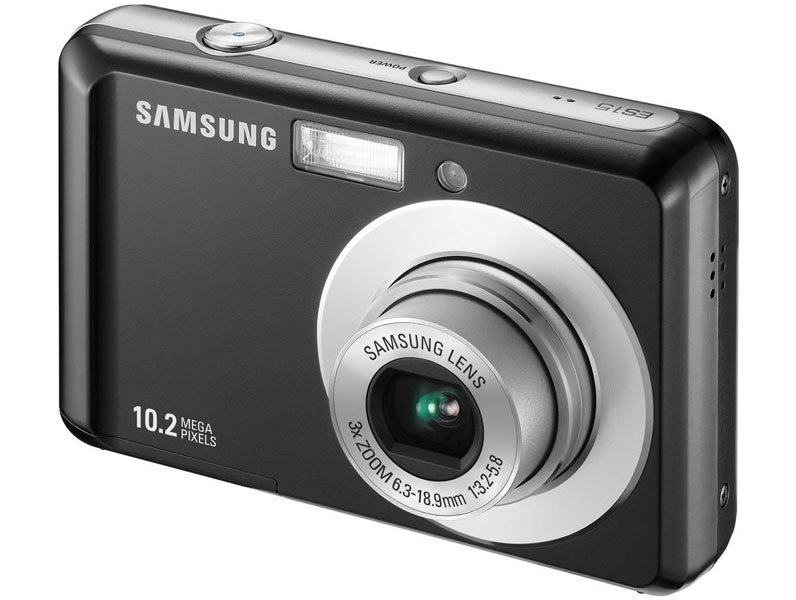 POWER
ES15
SAMSUNG
SAMSUNG LENS
3x ZOOM 6.3-18.9mm 1:3.2-5.8
10.2 MEGA
PIXELS